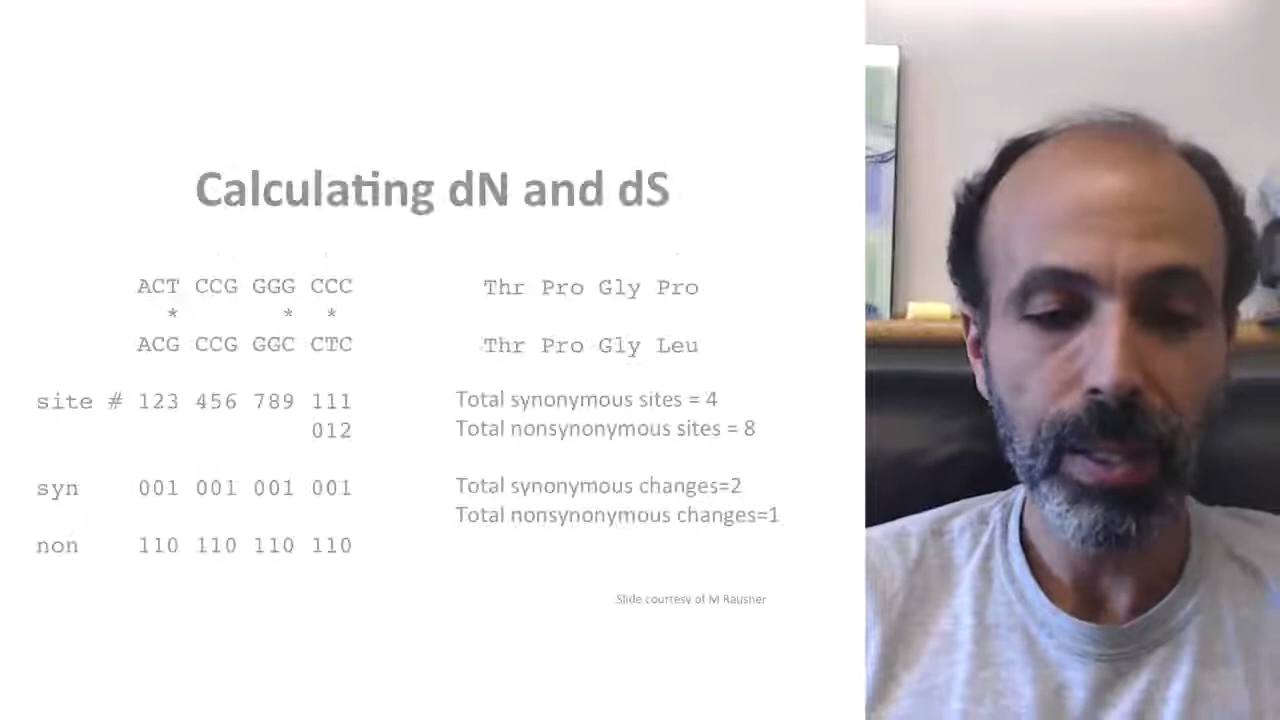 Calculating dN and dS
ACT CCG GGG CCC
* * *
ACG CCG GGC CTC
Thr Pro Gly Pro
Thr Pro Gly Leu
site # 123 456 789 111
012
syn 001 001 001 001
non 110 110 110 110
Total synonymous sites = 4
Total nonsynonymous sites = 8
Total synonymous changes=2
Total nonsynonymous changes=1
Slide courtesy of M Rausher